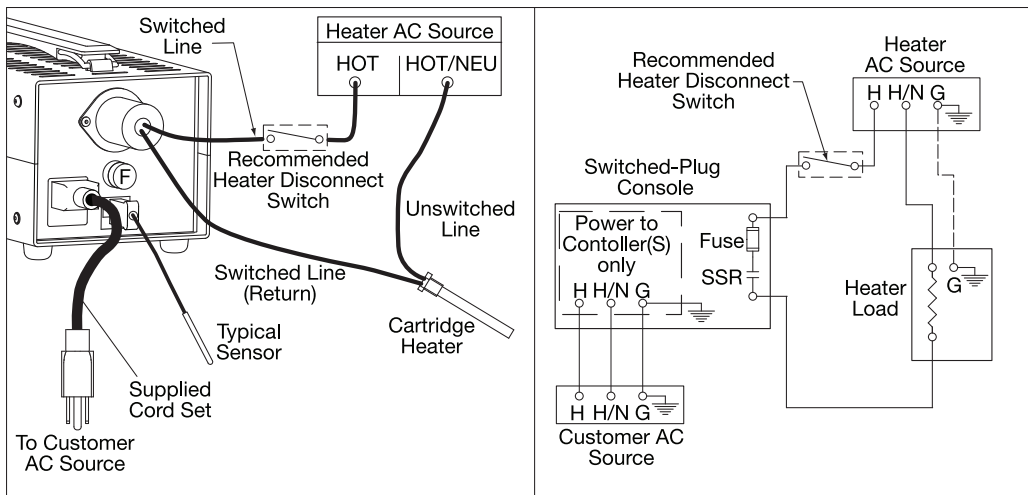 Switched
Line
Heater AC Source
HOT
HOT/NEU
Recommended
Heater Disconnect
Switch
F
Unswitched
Line
Switched Line
(Return)
Typical
Sensor
Cartridge
Heater
Supplied
Cord Set
To Customer
AC Source
Recommended
Heater Disconnect
Switch
Heater
AC Source
H H/N G
Switched-Plug
Console
Power to
Contoller(S)
only
H H/N G
Fuse
SSR
Heater
Load
G
H H/N G
Customer AC
Source